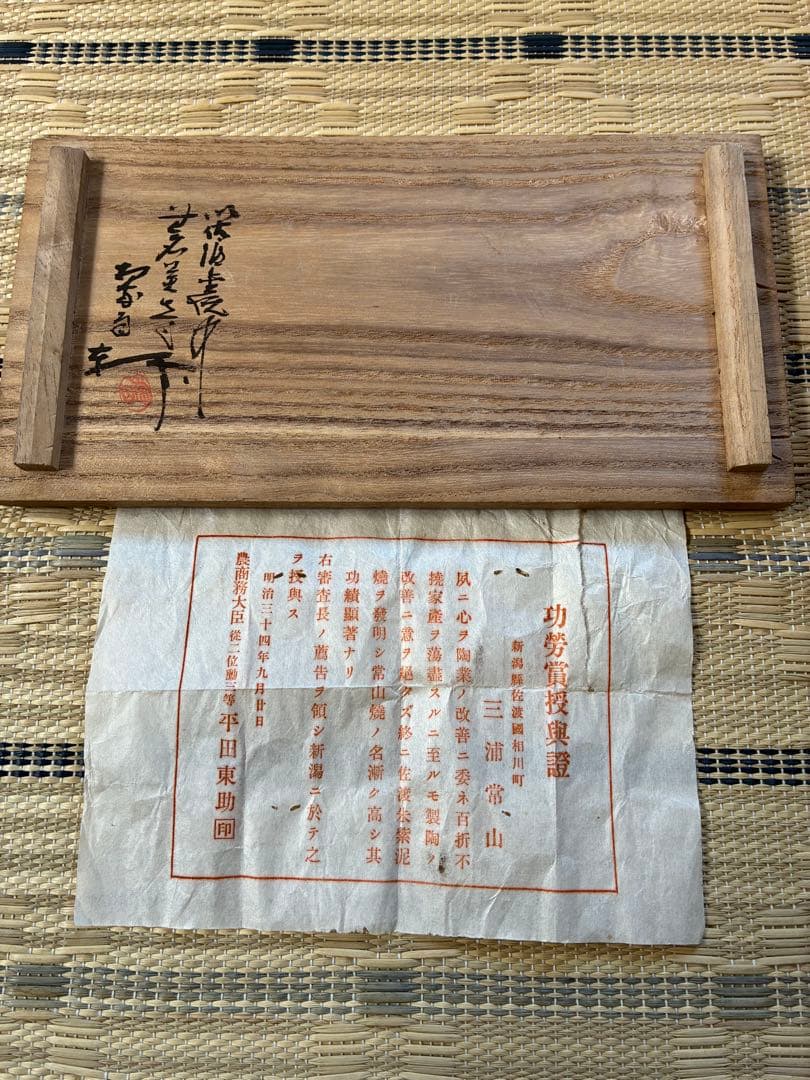 功勞賞授與證
新潟縣佐渡國相川町
三浦常山
夙ニ心ヲ陶業ノ改善ニ委ネ百折不
撓家產ヲ蕩盡スルニ至ルモ製陶ノ
改善ニ意ヲ絕タズ終ニ佐渡朱紫泥
燒ヲ發明シ常山燒ノ名漸ク高シ其
功績顯著ナリ
右審査長ノ薦告ヲ領シ新潟ニ於テ之
ヲ授與ス
明治三十四年九月廿日
農商務大臣 從二位勳三等 平田東助 印